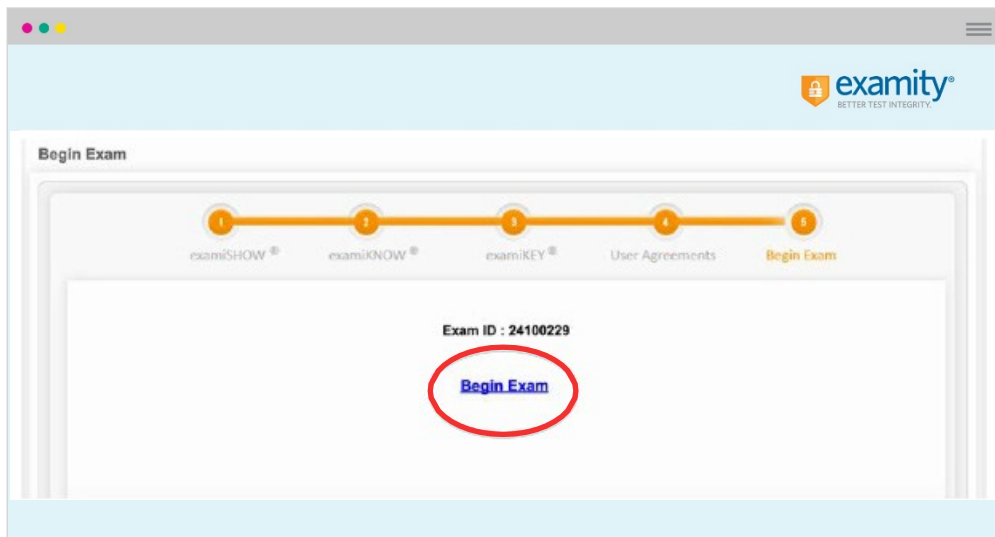 examity®
BETTER TEST INTEGRITY.
Begin Exam
1 2 3 4 5
examiSHOW ® examiKNOW ® examiKEY ® User Agreements Begin Exam
Exam ID : 24100229
Begin Exam